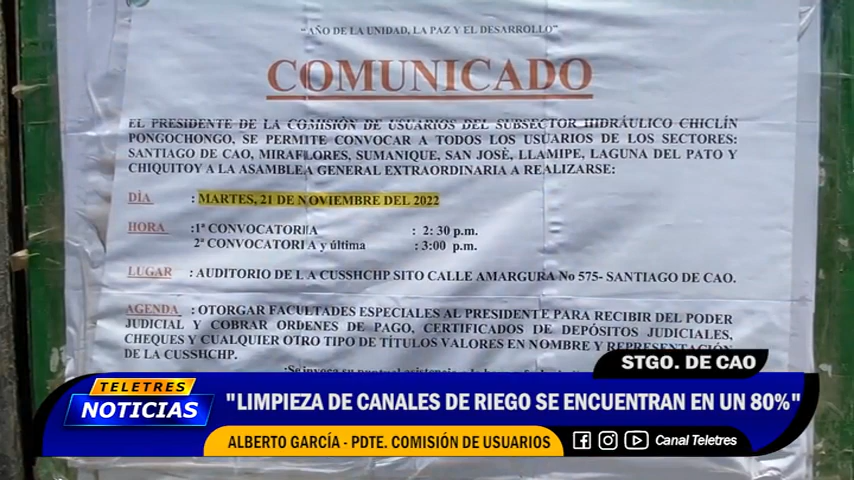 "AÑO DE LA UNIDAD, LA PAZ Y EL DESARROLLO"
COMUNICADO
EL PRESIDENTE DE LA COMISIÓN DE USUARIOS DEL SUBSECTOR HIDRÁULICO CHICLÍN
PONGOCHONGO, SE PERMITE CONVOCAR A TODOS LOS USUARIOS DE LOS SECTORES:
SANTIAGO DE CAO, MIRAFLORES, SUMANIQUE, SAN JOSÉ, LLAMIPE, LAGUNA DEL PATO Y
CHIQUITOY A LA ASAMBLEA GENERAL EXTRAORDINARIA A REALIZARSE:
DÍA : MARTES, 21 DE NOVIEMBRE DEL 2022
HORA :1ª CONVOCATORIA : 2: 30 p.m.
2ª CONVOCATORIA y última : 3:00 p.m.
LUGAR : AUDITORIO DE LA CUSSHCHP SITO CALLE AMARGURA No 575- SANTIAGO DE CAO.
AGENDA : OTORGAR FACULTADES ESPECIALES AL PRESIDENTE PARA RECIBIR DEL PODER
JUDICIAL Y COBRAR ORDENES DE PAGO, CERTIFICADOS DE DEPÓSITOS JUDICIALES,
CHEQUES Y CUALQUIER OTRO TIPO DE TÍTULOS VALORES EN NOMBRE Y REPRESENTACIÓN
DE LA CUSSHCHP.
:Se invoca su puntual asistencia
STGO. DE CAO
TELETRES
NOTICIAS
"LIMPIEZA DE CANALES DE RIEGO SE ENCUENTRAN EN UN 80%"
ALBERTO GARCÍA - PDTE. COMISIÓN DE USUARIOS
Canal Teletres